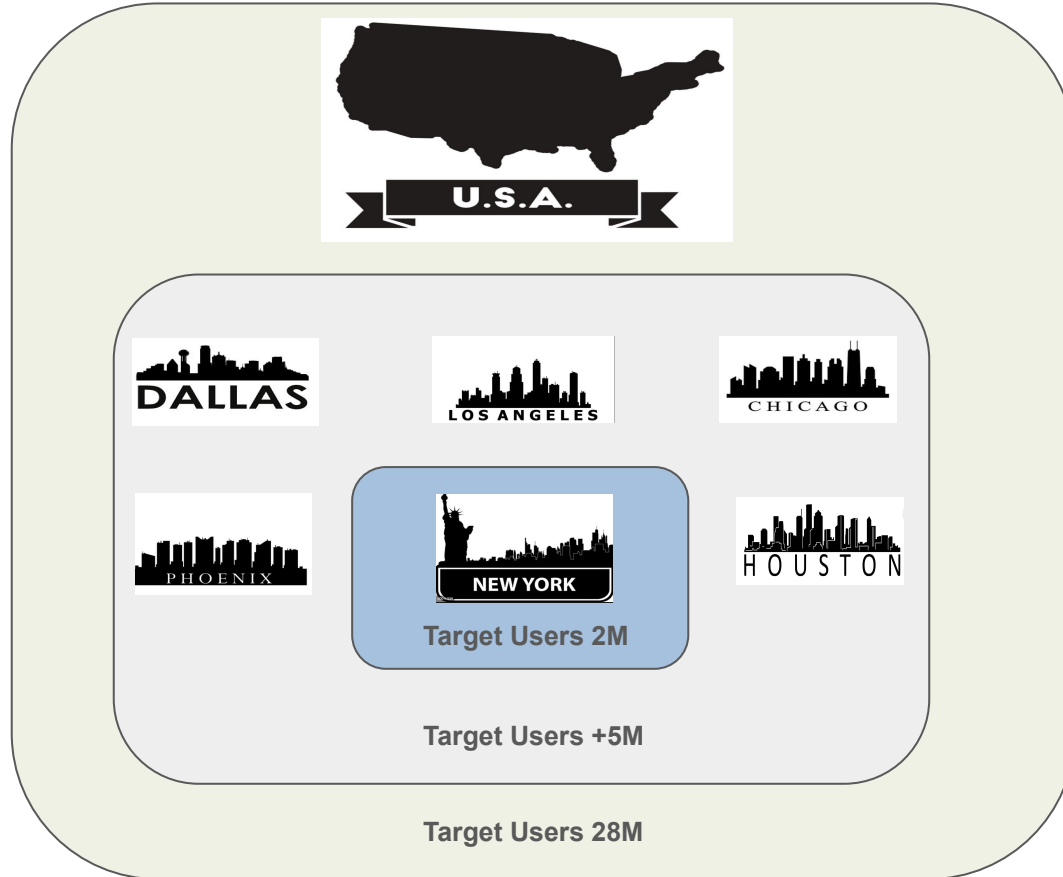 U.S.A.
DALLAS
LOS ANGELES
CHICAGO
PHOENIX
NEW YORK
HOUSTON
Target Users 2M
Target Users +5M
Target Users 28M